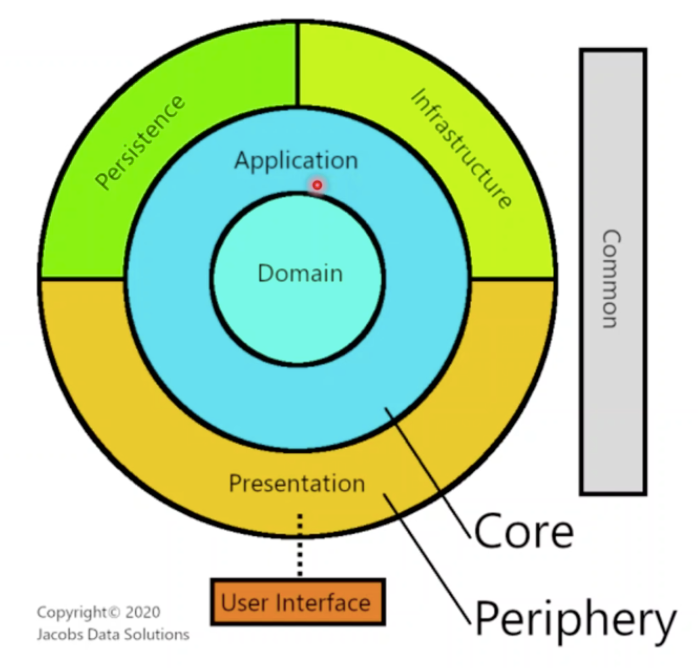 Persistence
Infrastructure
Application
Domain
Common
Presentation
Core
User Interface
Periphery
Copyright© 2020
Jacobs Data Solutions